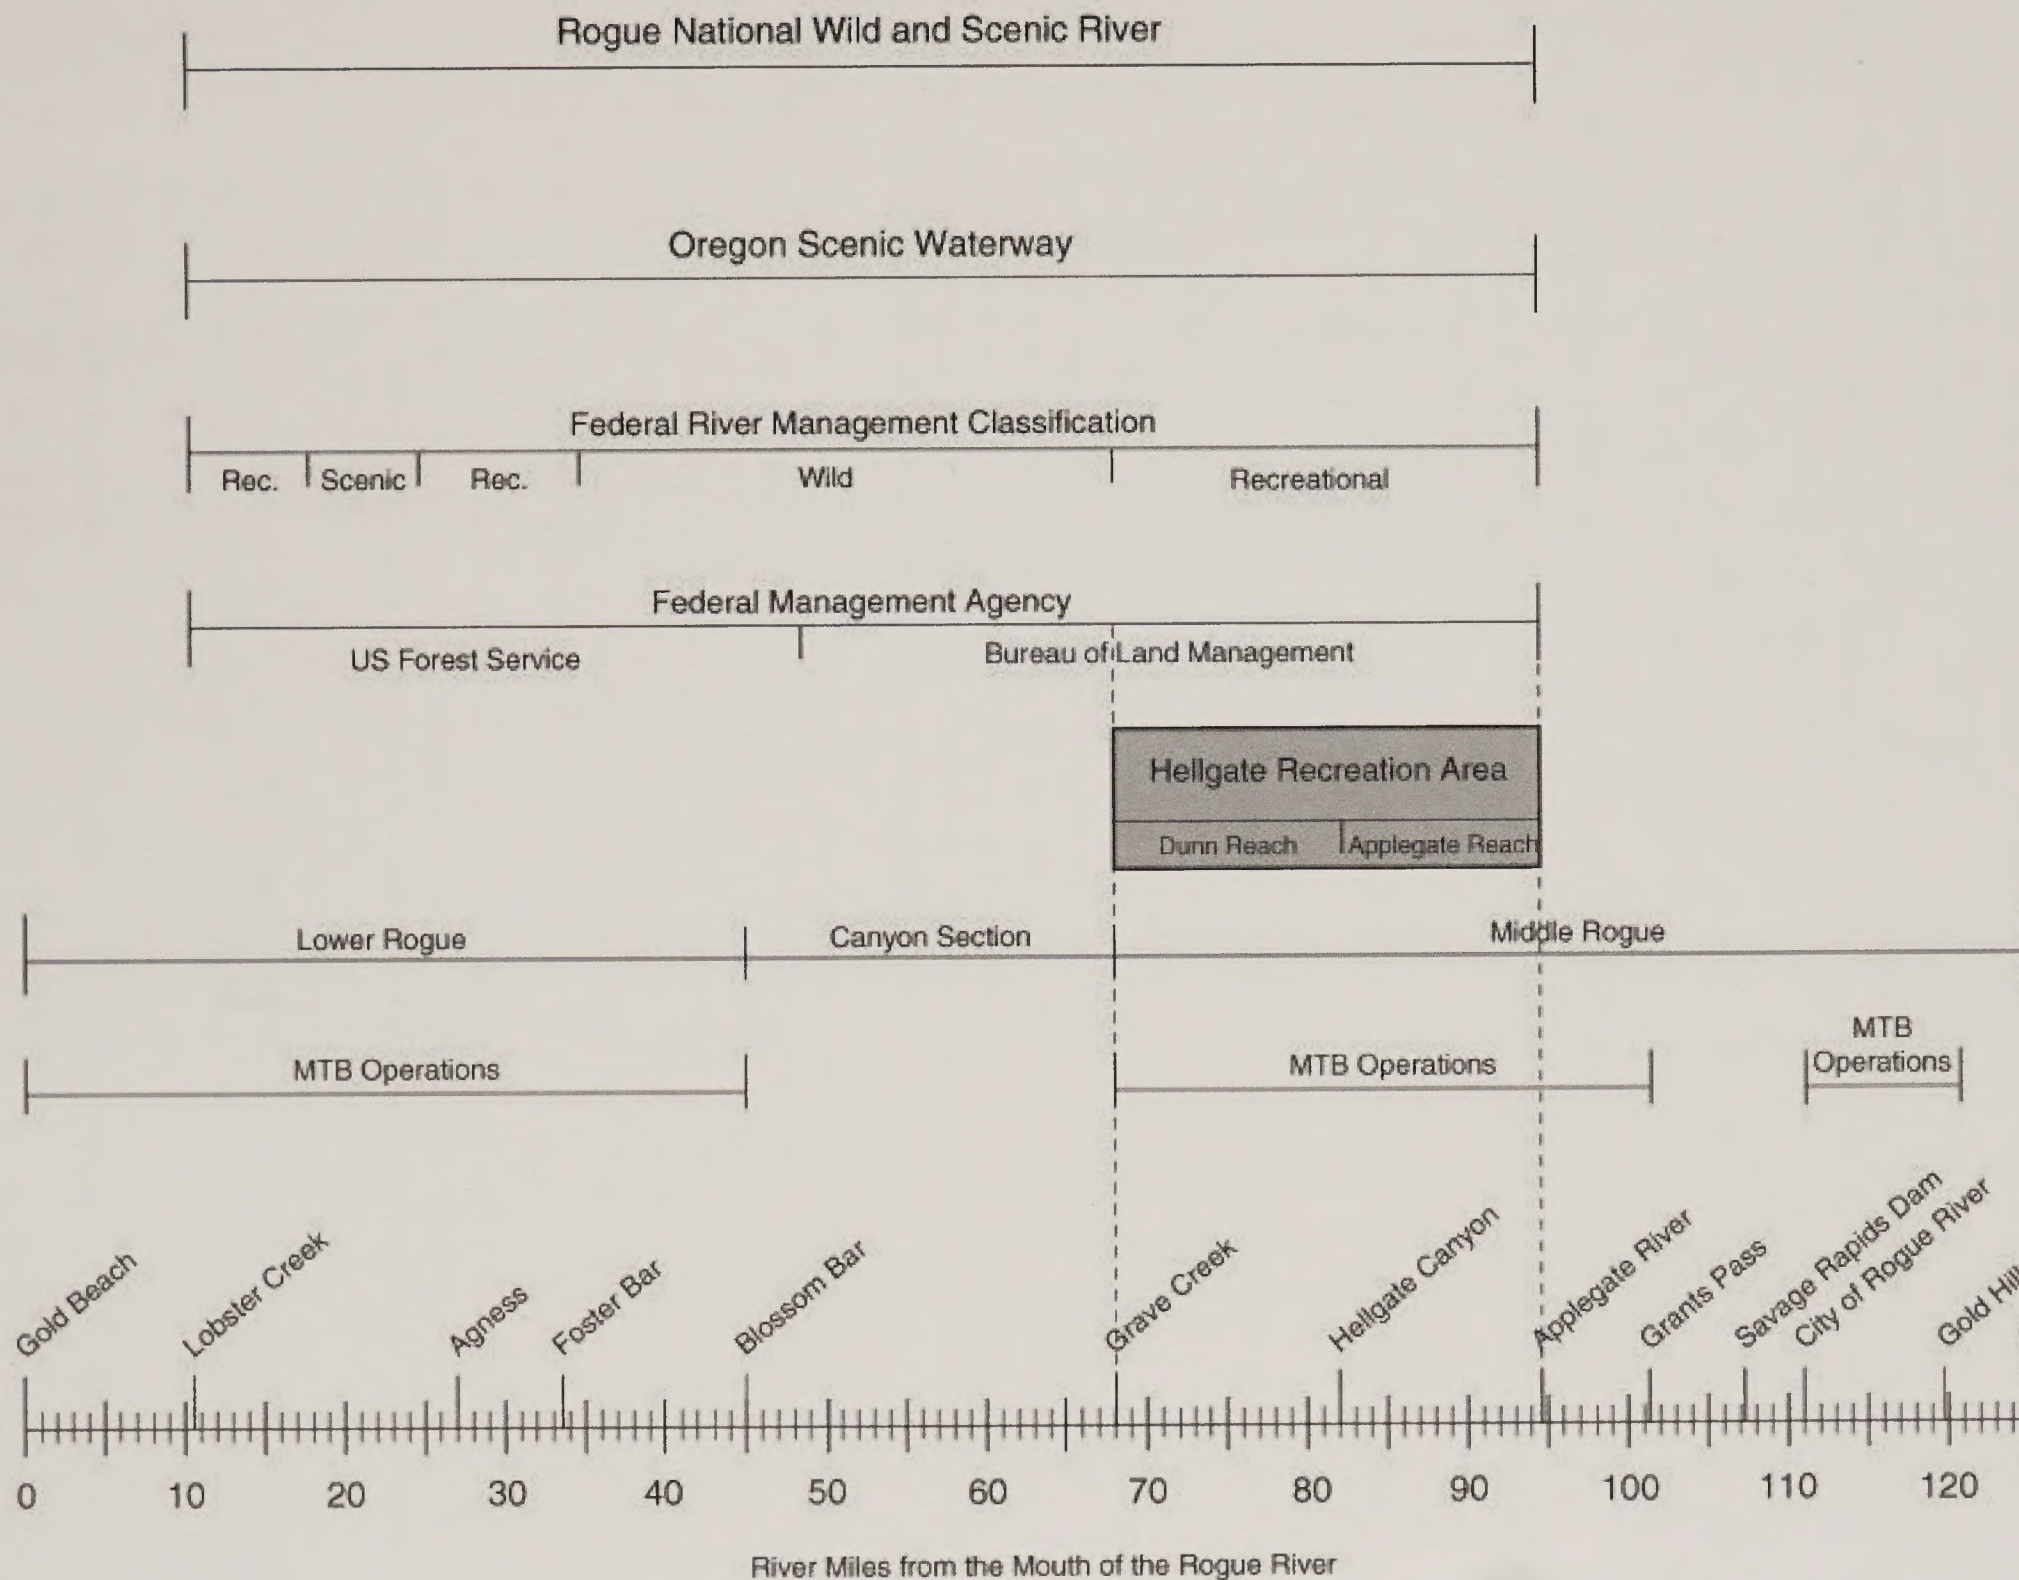 Rogue National Wild and Scenic River
Oregon Scenic Waterway
Federal River Management Classification
Rec.
Scenic
Rec.
Wild
Recreational
Federal Management Agency
US Forest Service
Bureau of Land Management
Hellgate Recreation Area
Dunn Reach
Applegate Reach
Lower Rogue
Canyon Section
Middle Rogue
MTB Operations
MTB Operations
MTB
Operations
Gold Beach
Lobster Creek
Agness
Foster Bar
Blossom Bar
Grave Creek
Hellgate Canyon
Applegate River
Grants Pass
Savage Rapids Dam
City of Rogue River
Gold Hill
0 10 20 30 40 50 60 70 80 90 100 110 120
River Miles from the Mouth of the Rogue River